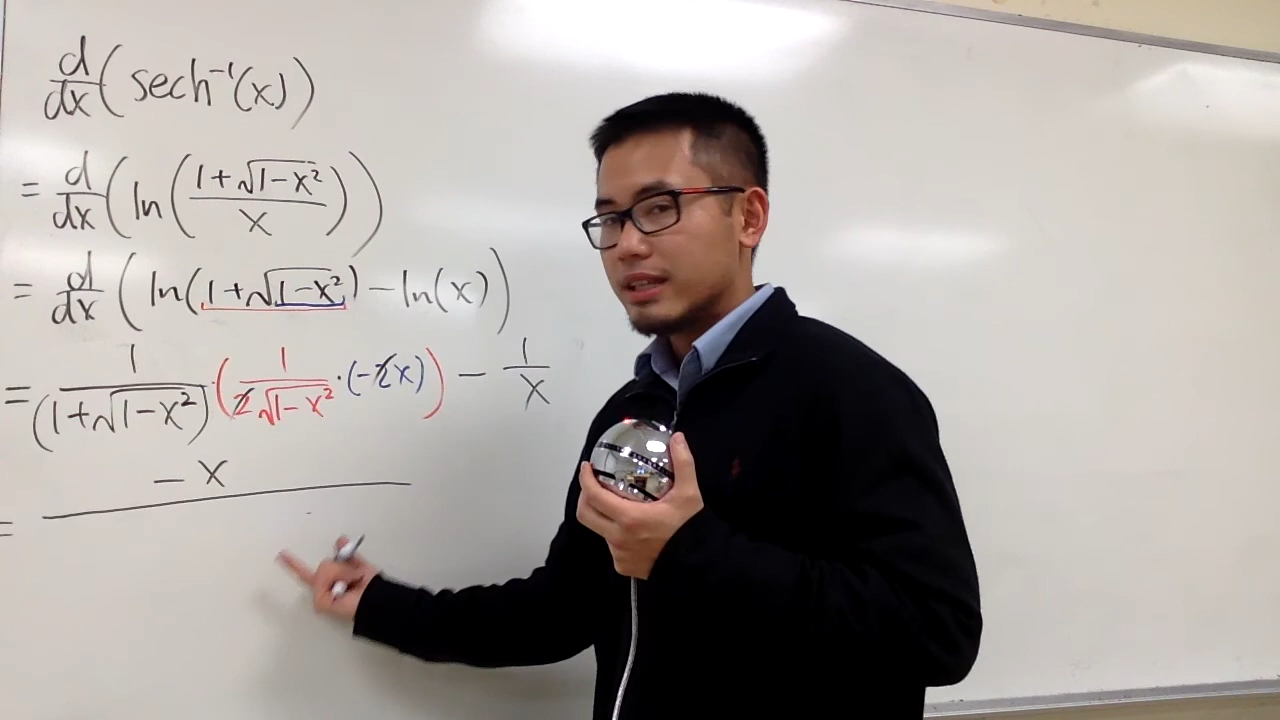 d/dx(sech⁻¹(x))
= d/dx(ln((1+√(1-x²))/x))
= d/dx(ln(1+√(1-x²)) - ln(x))
= 1/(1+√(1-x²)) · (1/(2√(1-x²)) · (-2x)) - 1/x
= -x/